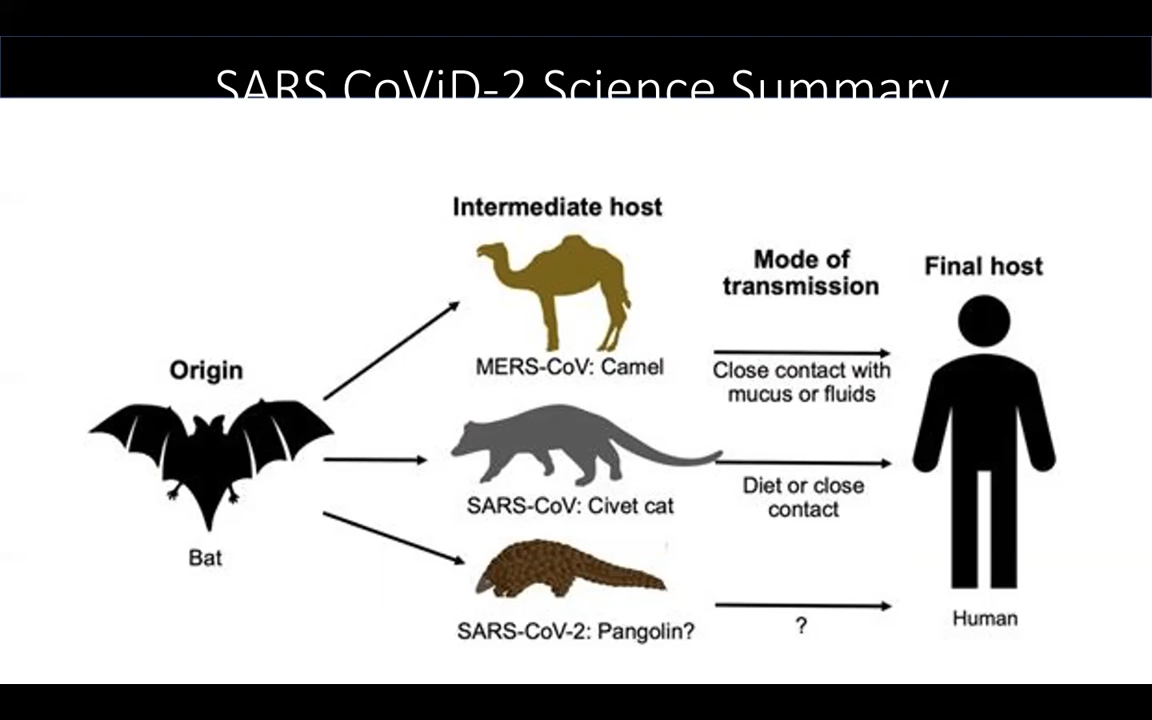 SARS CoViD-2 Science Summary
Intermediate host
Mode of
transmission
Final host
Origin
MERS-CoV: Camel
Close contact with
mucus or fluids
SARS-CoV: Civet cat
Diet or close
contact
Bat
SARS-CoV-2: Pangolin?
?
Human